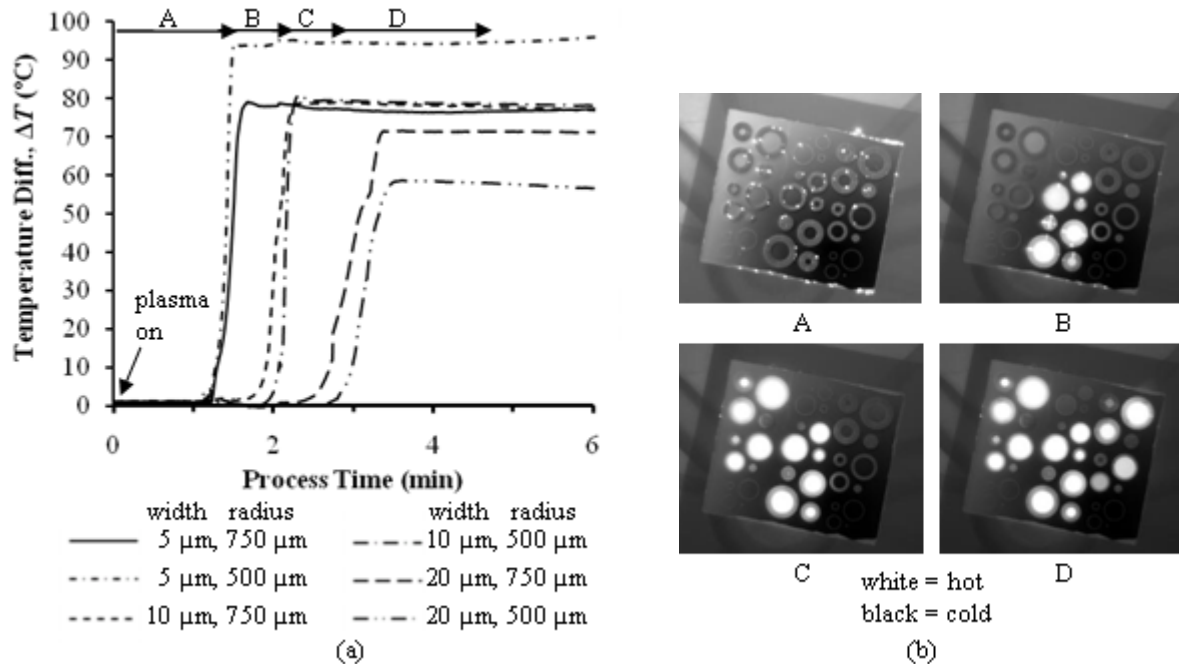 A B C D
Temperature Diff., ΔT (°C)
100
90
80
70
60
50
40
30
20
10
0
plasma
on
0 2 4 6
Process Time (min)
width radius width radius
5 μm, 750 μm 10 μm, 500 μm
5 μm, 500 μm 20 μm, 750 μm
10 μm, 750 μm 20 μm, 500 μm
(a)
A B
C D
white = hot
black = cold
(b)